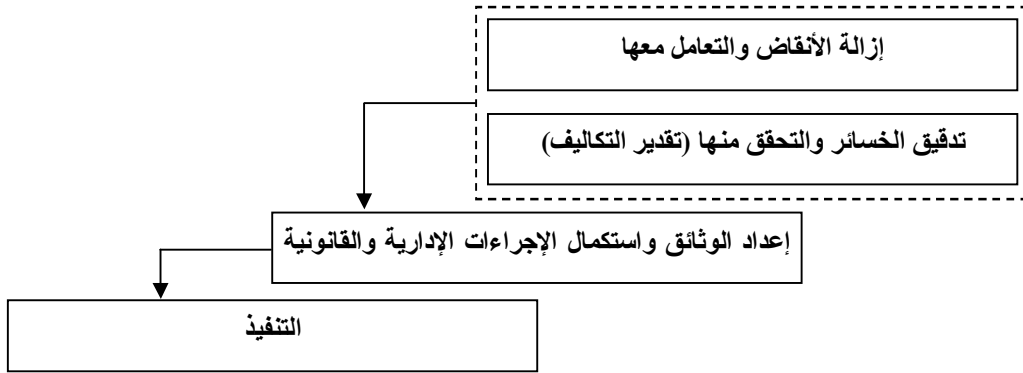 إزالة الأنقاض والتعامل معها
تدقيق الخسائر والتحقق منها (تقدير التكاليف)
إعداد الوثائق واستكمال الإجراءات الإدارية والقانونية
التنفيذ